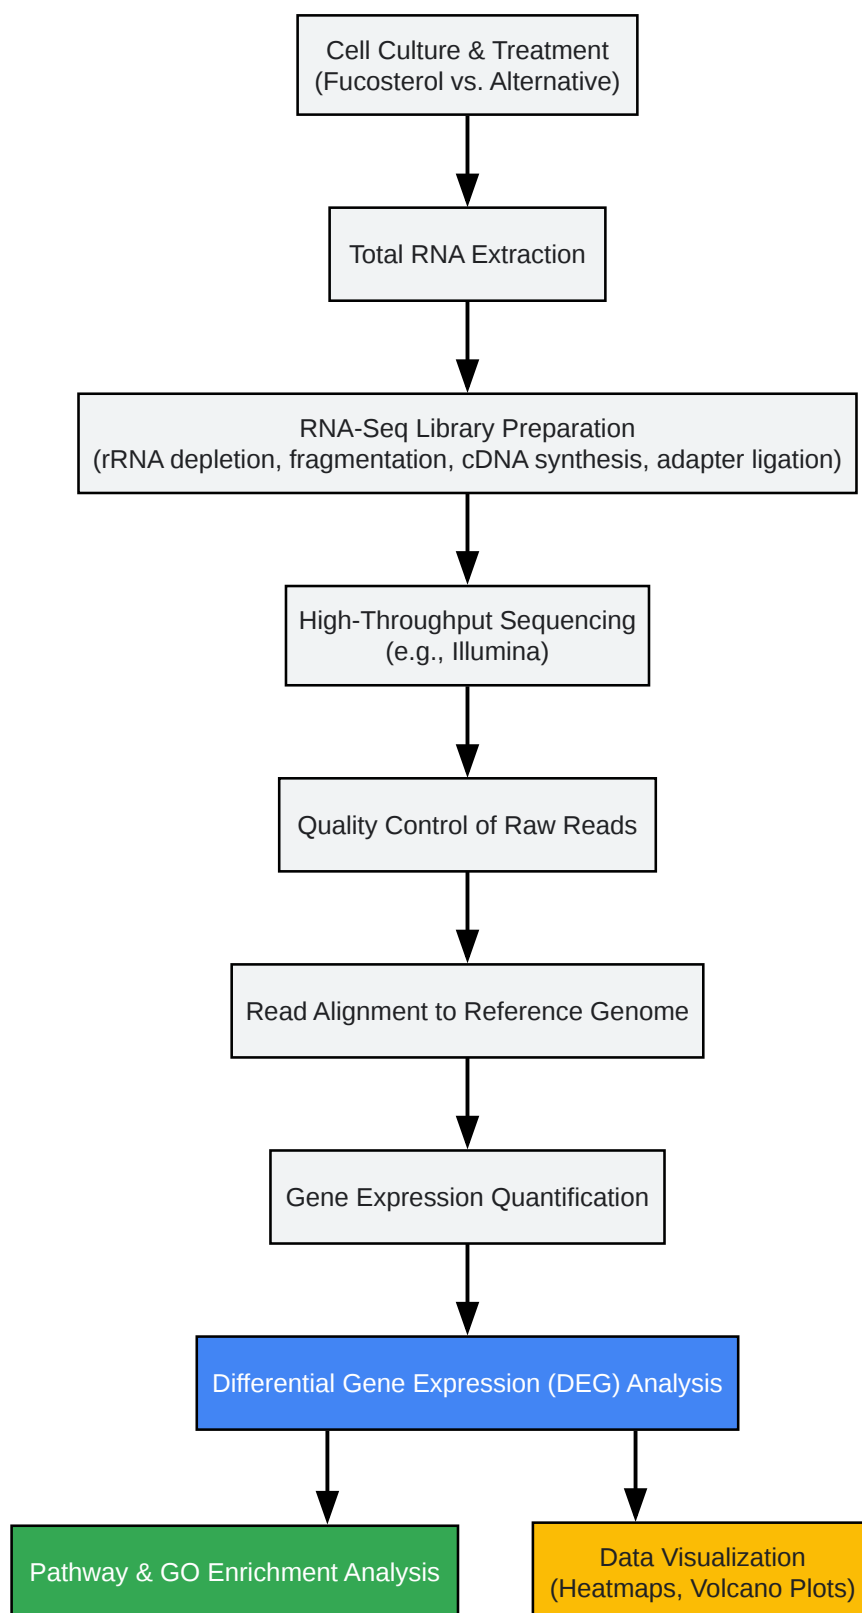 Cell Culture & Treatment
(Fucosterol vs. Alternative)
Total RNA Extraction
RNA-Seq Library Preparation
(rRNA depletion, fragmentation, cDNA synthesis, adapter ligation)
High-Throughput Sequencing
(e.g., Illumina)
Quality Control of Raw Reads
Read Alignment to Reference Genome
Gene Expression Quantification
Differential Gene Expression (DEG) Analysis
Pathway & GO Enrichment Analysis
Data Visualization
(Heatmaps, Volcano Plots)